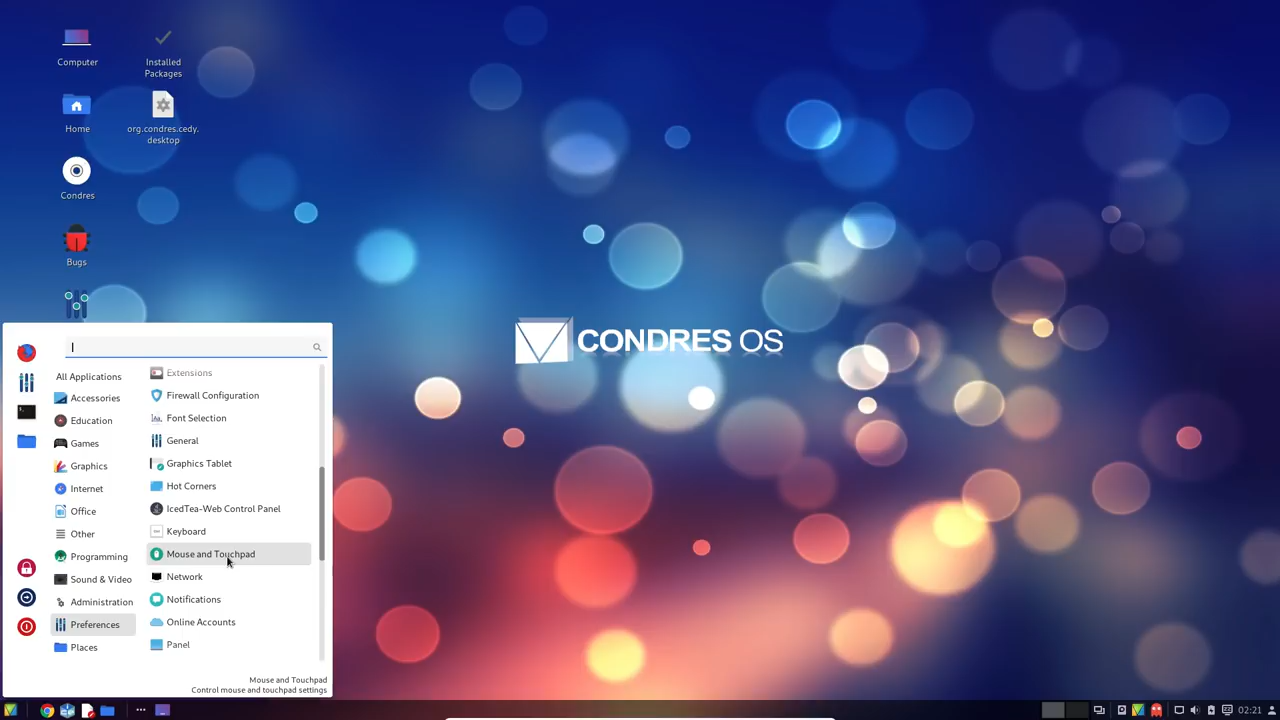 Computer
Installed
Packages
Home
org.condres.cedy.
desktop
Condres
Bugs
CONDRES OS
All Applications
Accessories
Education
Games
Graphics
Internet
Office
Other
Programming
Sound & Video
Administration
Preferences
Places
Extensions
Firewall Configuration
Font Selection
General
Graphics Tablet
Hot Corners
IcedTea-Web Control Panel
Keyboard
Mouse and Touchpad
Network
Notifications
Online Accounts
Panel
Mouse and Touchpad
Control mouse and touchpad settings
02:21